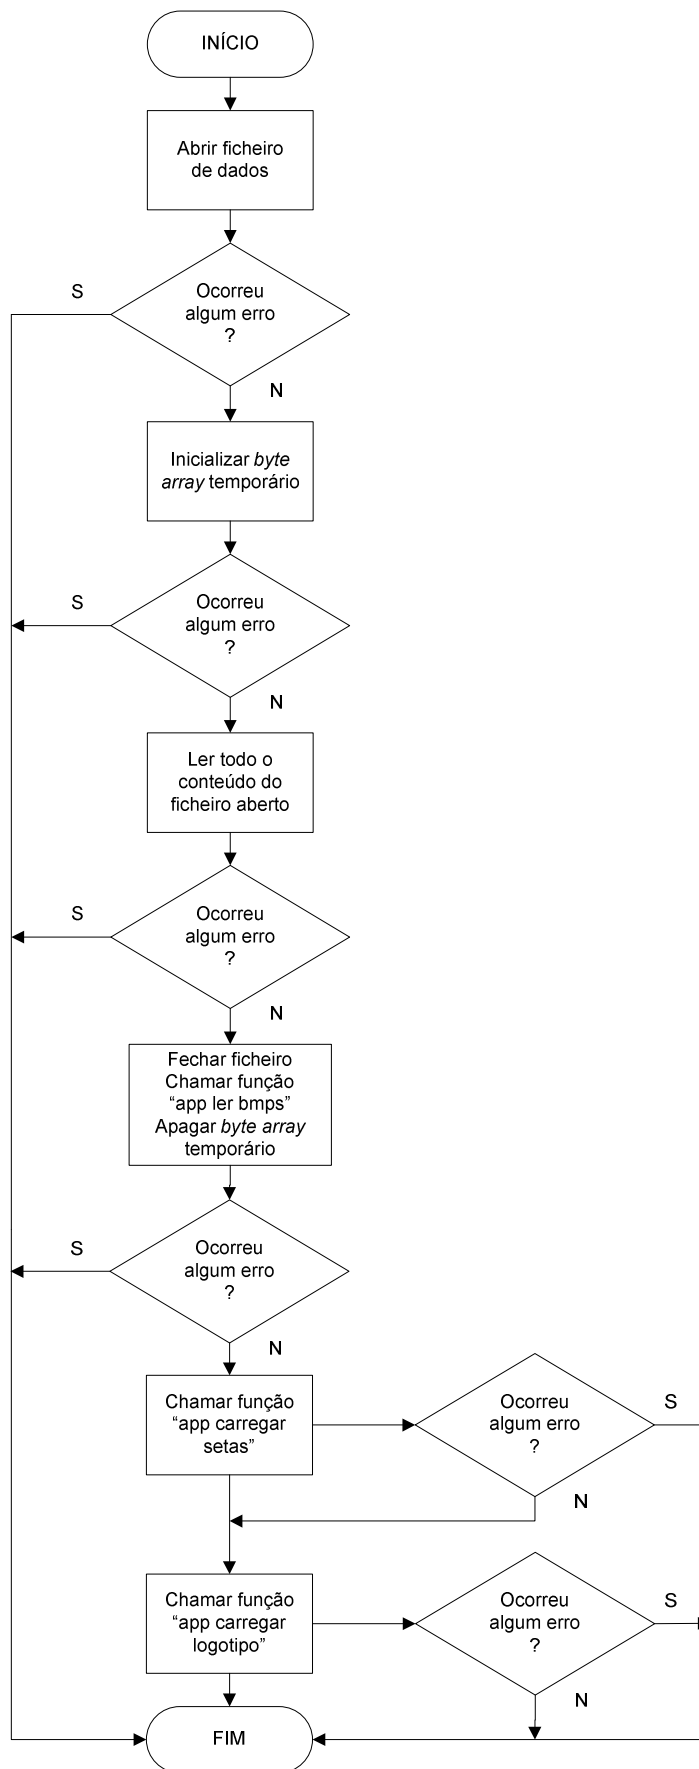 INÍCIO
Abrir ficheiro
de dados
S
Ocorreu
algum erro
?
N
Inicializar byte
array temporário
S
Ocorreu
algum erro
?
N
Ler todo o
conteúdo do
ficheiro aberto
S
Ocorreu
algum erro
?
N
Fechar ficheiro
Chamar função
“app ler bmps”
Apagar byte array
temporário
S
Ocorreu
algum erro
?
N
Chamar função
“app carregar
setas”
Ocorreu
algum erro
?
S
N
Chamar função
“app carregar
logotipo”
Ocorreu
algum erro
?
S
N
FIM